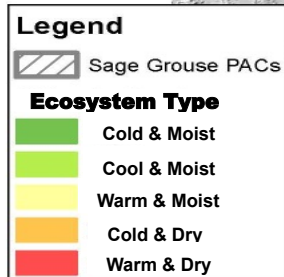 Legend
Sage Grouse PACs
Ecosystem Type
Cold & Moist
Cool & Moist
Warm & Moist
Cold & Dry
Warm & Dry